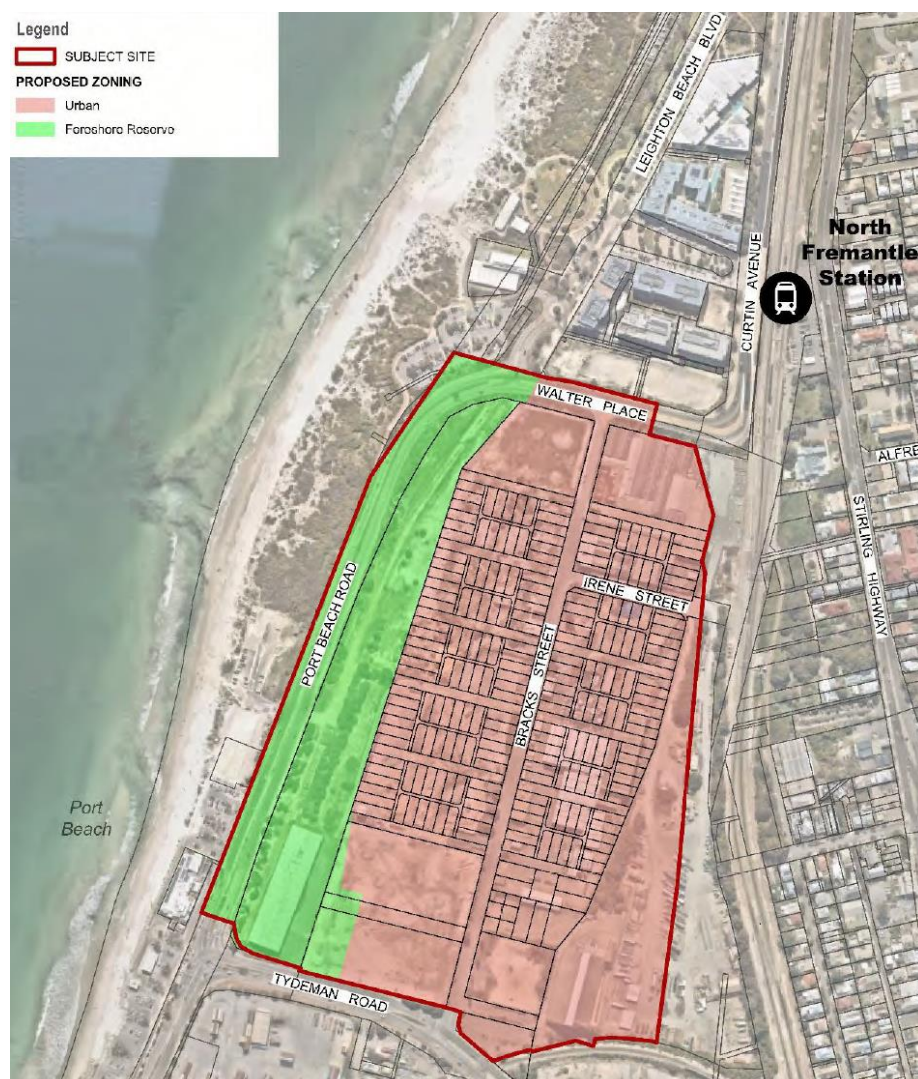 Legend
SUBJECT SITE
PROPOSED ZONING
Urban
Foreshore Reserve
LEIGHTON BEACH BLVD
North
Fremantle
Station
CURTIN AVENUE
WALTER PLACE
ALFRE
STIRLING HIGHWAY
IRENE STREET
PORT BEACH ROAD
BRACKS STREET
Port
Beach
TYDEMAN ROAD